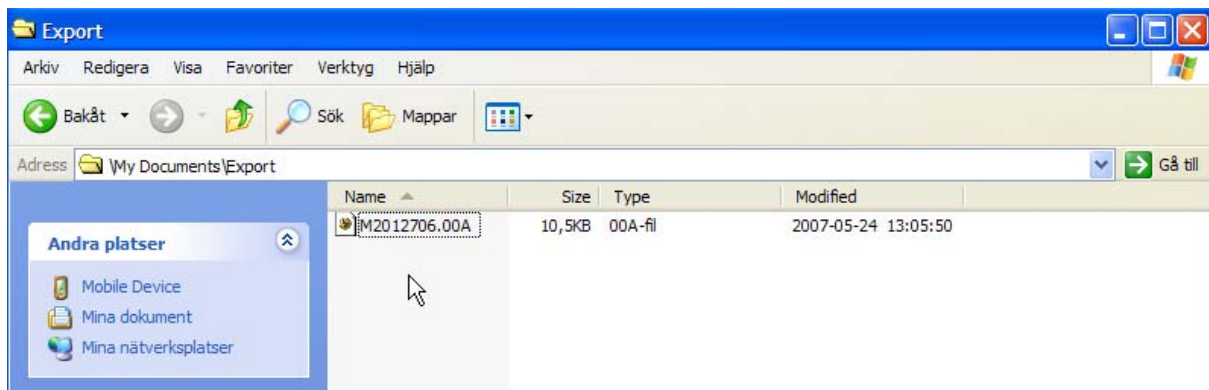 Export
Arkiv Redigera Visa Favoriter Verktyg Hjälp
Bakåt Sök Mappar
Adress \My Documents\Export Gå till
Name Size Type Modified
M2012706.00A 10,5KB 00A-fil 2007-05-24 13:05:50
Andra platser
Mobile Device
Mina dokument
Mina nätverksplatser